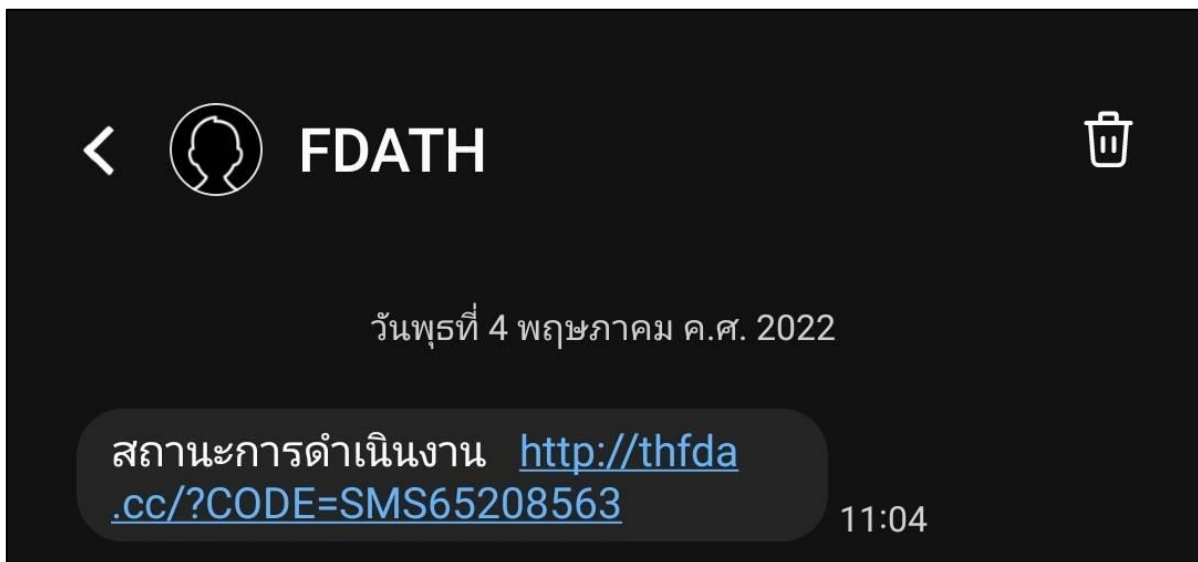 FDATH
วันพุธที่ 4 พฤษภาคม ค.ศ. 2022
สถานะการดำเนินงาน http://thfda
.cc/?CODE=SMS65208563
11:04